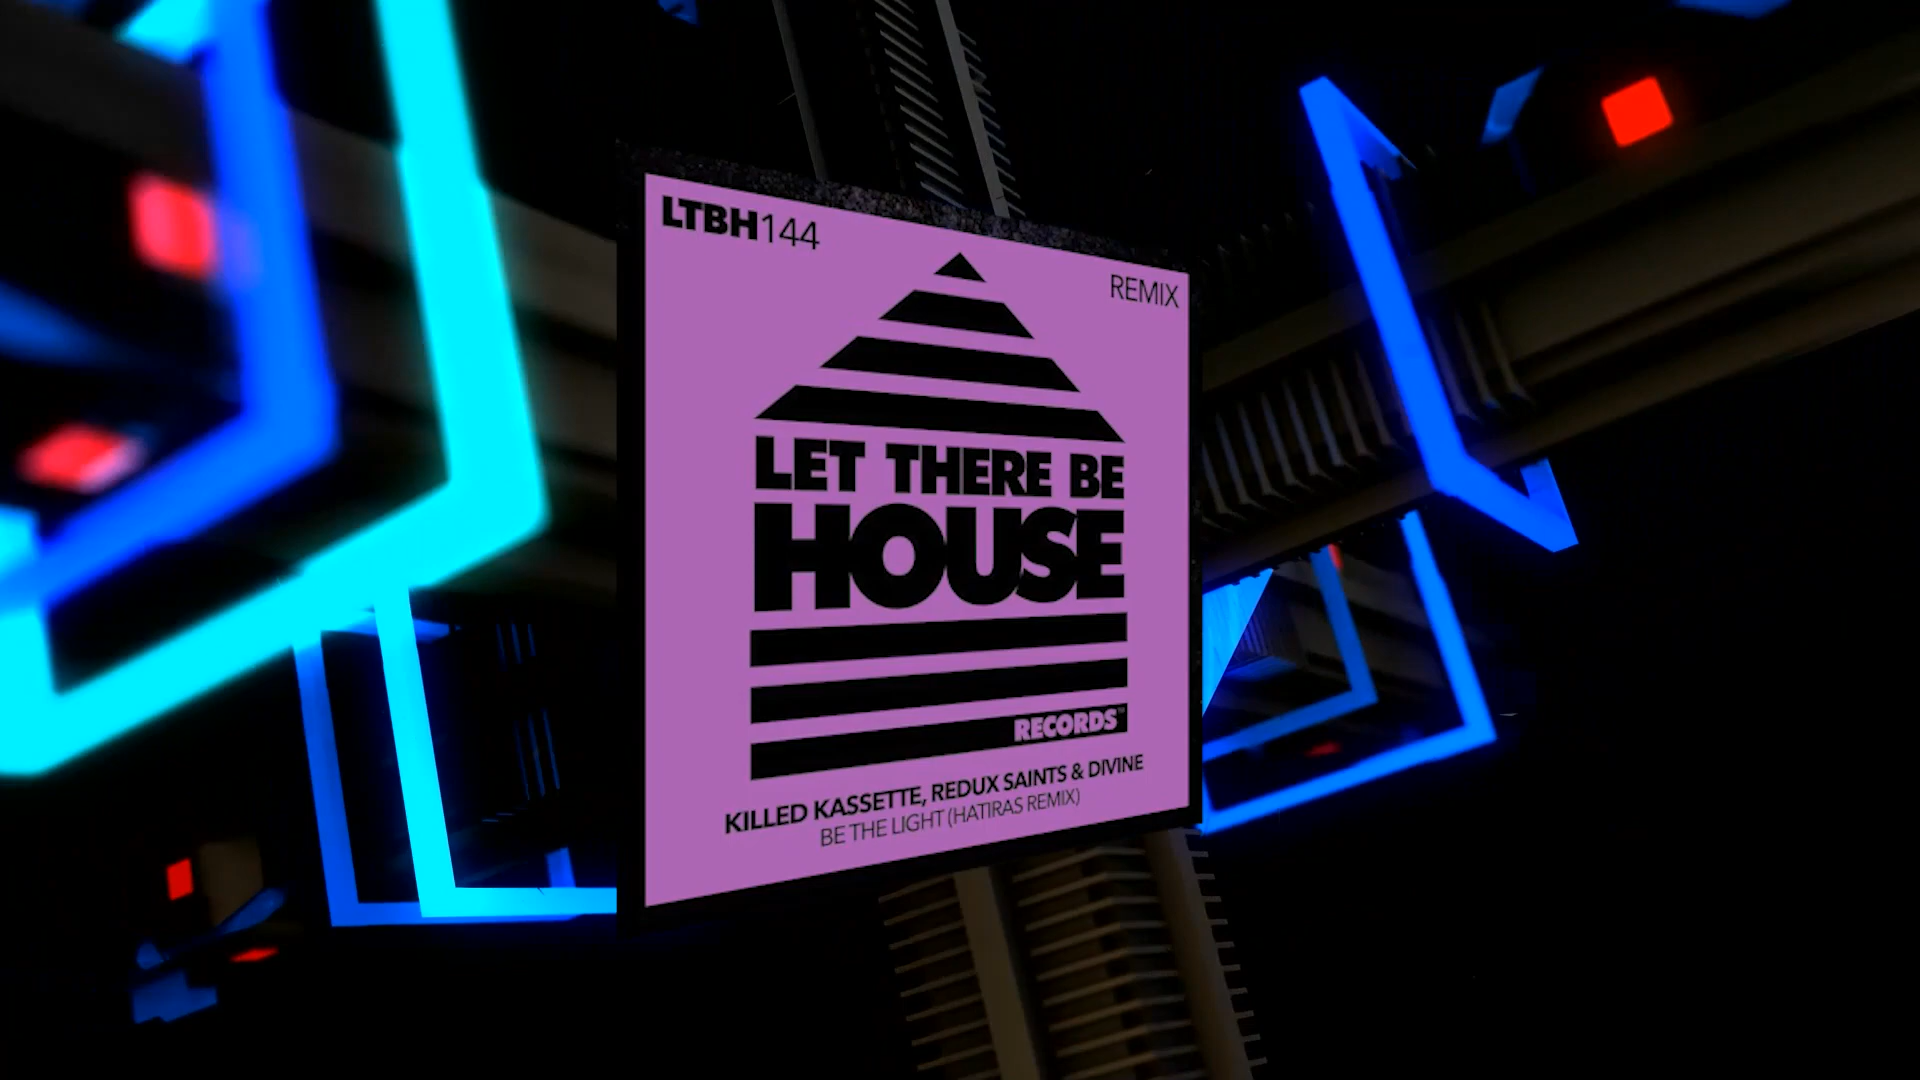 LTBH144
REMIX
LET THERE BE
HOUSE
RECORDS™
KILLED KASSETTE, REDUX SAINTS & DIVINE
BE THE LIGHT (HATIRAS REMIX)